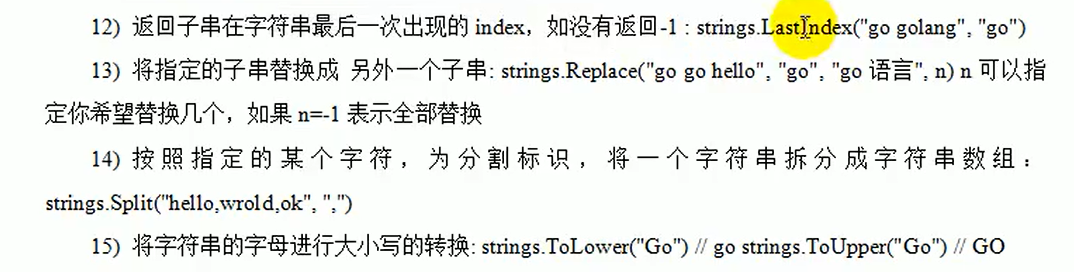 12) 返回子串在字符串最后一次出现的 index，如没有返回-1 : strings.LastIndex("go golang", "go")
13) 将指定的子串替换成 另外一个子串: strings.Replace("go go hello", "go", "go 语言", n) n 可以指
定你希望替换几个，如果 n=-1 表示全部替换
14) 按照指定的某个字符，为分割标识，将一个字符串拆分成字符串数组：
strings.Split("hello,wrold,ok", ",")
15) 将字符串的字母进行大小写的转换: strings.ToLower("Go") // go strings.ToUpper("Go") // GO